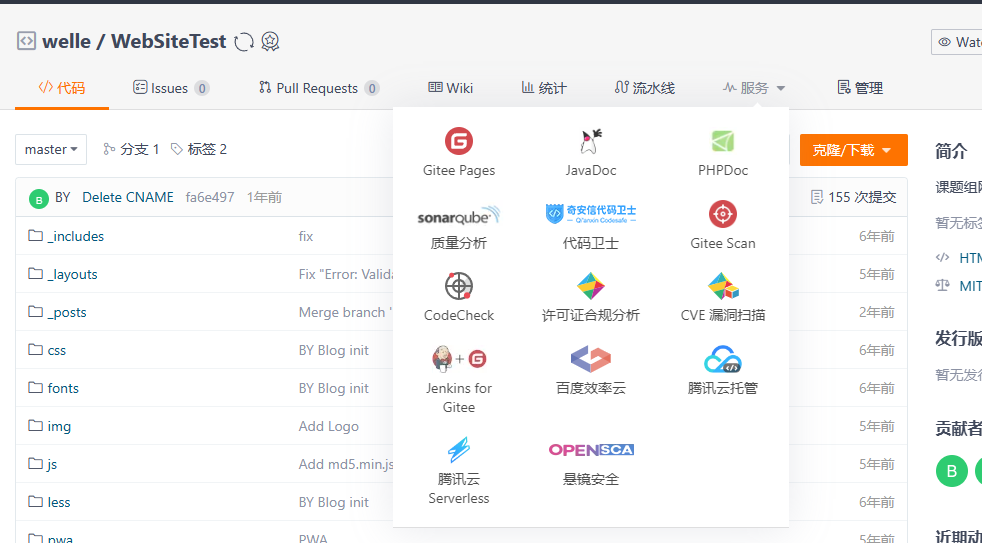 welle / WebSiteTest
Wat
代码
Issues 0
Pull Requests 0
Wiki
统计
流水线
服务
管理
master
分支 1
标签 2
克隆/下载
简介
B BY Delete CNAME fa6e497 1年前
155 次提交
课题组网
暂无标签
_includes fix 6年前
HTM
_layouts Fix "Error: Valida 5年前
MIT
_posts Merge branch ' 2年前
发行版
css BY Blog init 6年前
暂无发行
fonts BY Blog init 6年前
img Add Logo 5年前
贡献者
js Add md5.min.js 5年前
B
less BY Blog init 6年前
pwa PWA 5年前
近期动
Gitee Pages
JavaDoc
PHPDoc
sonarqube
质量分析
奇安信代码卫士
Qi'anxin Codesafe
代码卫士
Gitee Scan
CodeCheck
许可证合规分析
CVE 漏洞扫描
+ G
Jenkins for
Gitee
百度效率云
腾讯云托管
腾讯云
Serverless
OPENSCA
悬镜安全